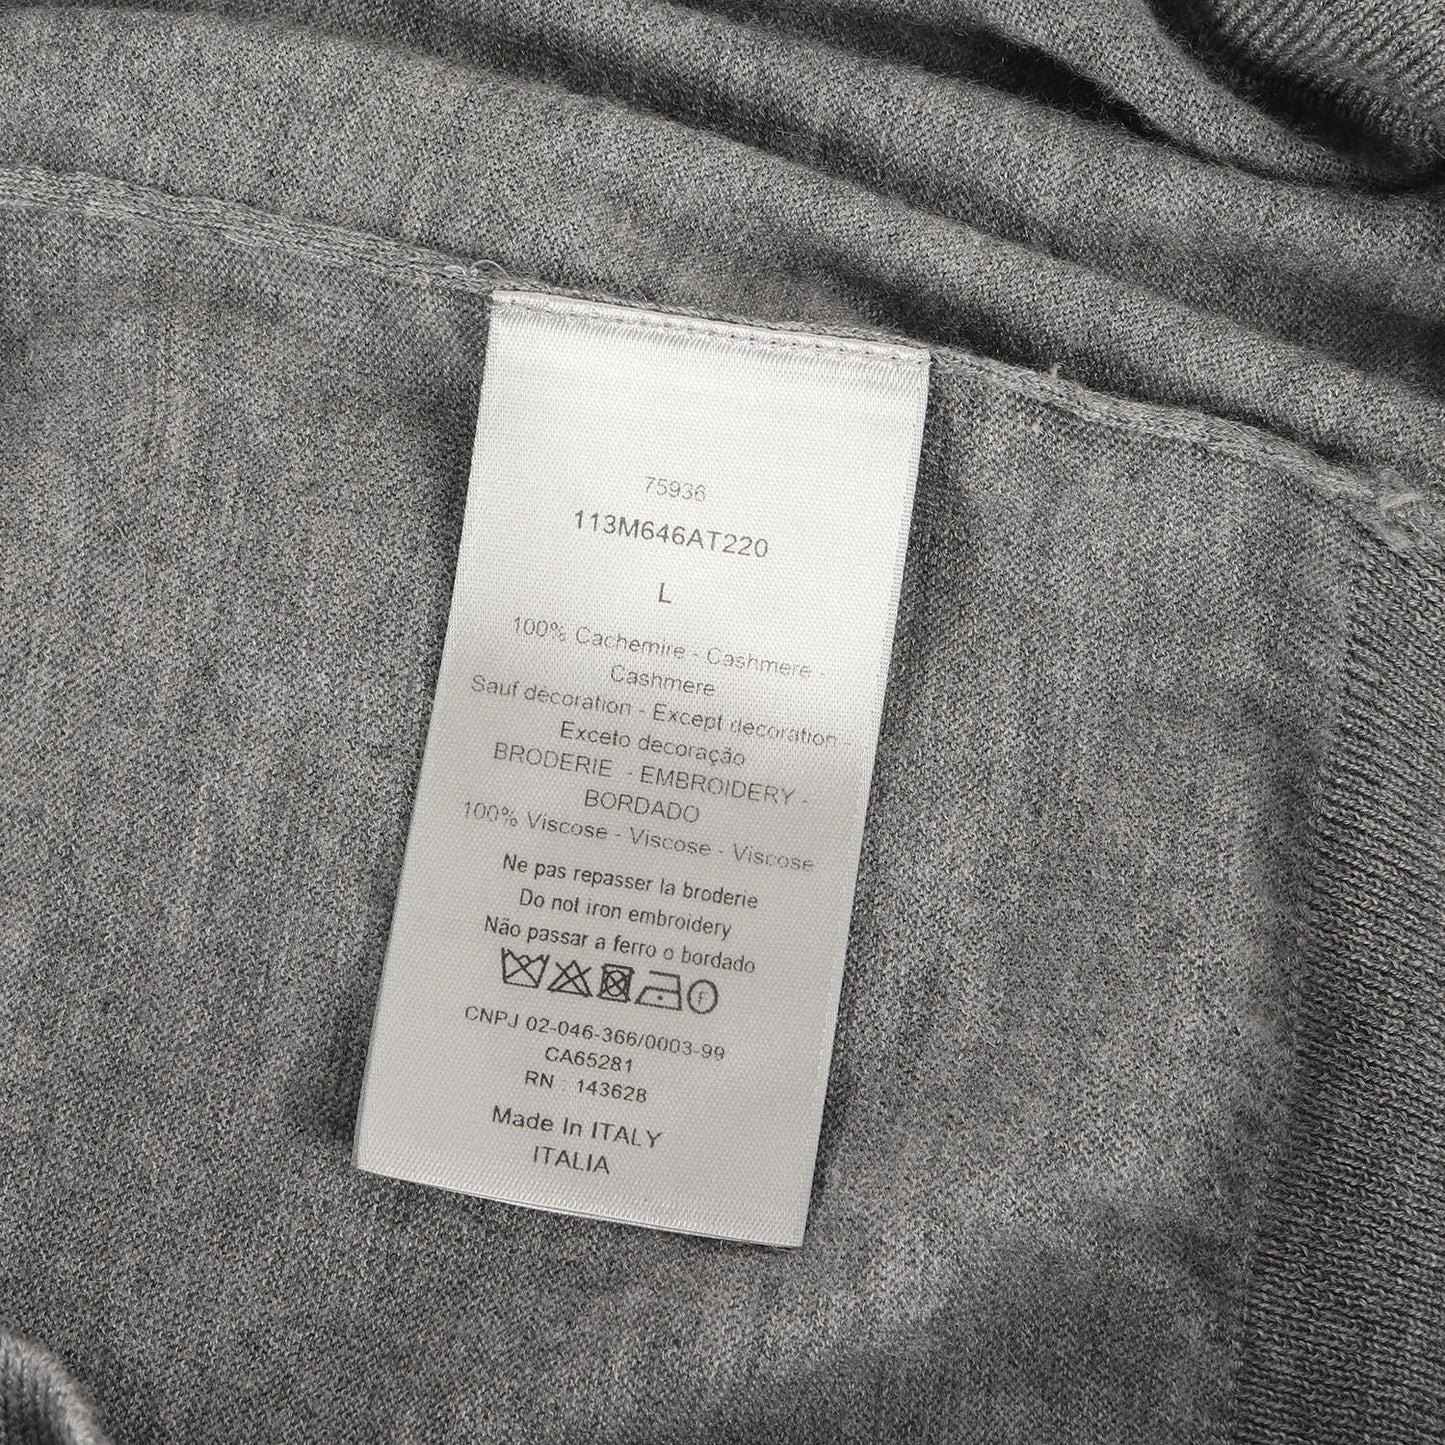 75936
113M646AT220
L
100% Cachemire - Cashmere -
Cashmere
Sauf decoration - Except decoration -
Exceto decoração
BRODERIE - EMBROIDERY -
BORDADO
100% Viscose - Viscose - Viscose
Ne pas repasser la broderie
Do not iron embroidery
Não passar a ferro o bordado
F
CNPJ 02-046-366/0003-99
CA65281
RN : 143628
Made In ITALY
ITALIA